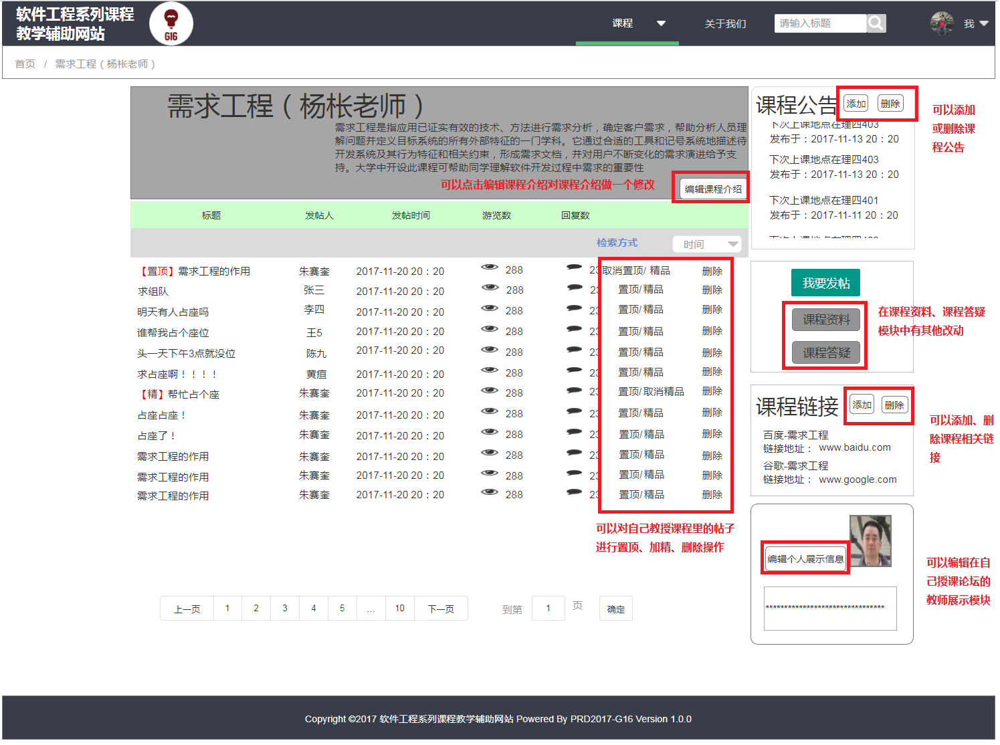 软件工程系列课程
教学辅助网站
G16
课程
关于我们
请输入标题
我
首页 / 需求工程（杨枨老师）
需求工程（杨枨老师）
需求工程是指应用已证实有效的技术、方法进行需求分析，确定客户需求，帮助分析人员理
解问题并定义目标系统的所有外部特征的一门学科。它通过合适的工具和记号系统地描述待
开发系统及其行为特征和相关约束，形成需求文档，并对用户不断变化的需求演进给予支
持。大学中开设此课程可帮助同学理解软件开发过程中需求的重要性
可以点击编辑课程介绍对课程介绍做一个修改
编辑课程介绍
标题 发帖人 发帖时间 游览数 回复数
检索方式 时间
【置顶】需求工程的作用 朱赛奎 2017-11-20 20：20 288 23 取消置顶/ 精品 删除
求组队 张三 2017-11-20 20：20 288 23 置顶/ 精品 删除
明天有人占座吗 李四 2017-11-20 20：20 288 23 置顶/ 精品 删除
谁帮我占个座位 王5 2017-11-20 20：20 288 23 置顶/ 精品 删除
头一天下午3点就没位 陈九 2017-11-20 20：20 288 23 置顶/ 精品 删除
求占座啊！！！！ 黄疸 2017-11-20 20：20 288 23 置顶/ 精品 删除
【精】帮忙占个座 朱赛奎 2017-11-20 20：20 288 23 置顶/ 取消精品 删除
占座占座！ 朱赛奎 2017-11-20 20：20 288 23 置顶/ 精品 删除
占座了！ 朱赛奎 2017-11-20 20：20 288 23 置顶/ 精品 删除
需求工程的作用 朱赛奎 2017-11-20 20：20 288 23 置顶/ 精品 删除
需求工程的作用 朱赛奎 2017-11-20 20：20 288 23 置顶/ 精品 删除
需求工程的作用 朱赛奎 2017-11-20 20：20 288 23 置顶/ 精品 删除
可以对自己教授课程里的帖子
进行置顶、加精、删除操作
上一页 1 2 3 4 5 ... 10 下一页 到第 1 页 确定
课程公告 添加 删除
下次上课地点在理四403
发布于：2017-11-13 20：20
下次上课地点在理四403
发布于：2017-11-13 20：20
下次上课地点在理四401
发布于：2017-11-11 20：20
可以添加
或删除课
程公告
我要发帖
课程资料
课程答疑
在课程资料、课程答疑
模块中有其他改动
课程链接 添加 删除
百度-需求工程
链接地址： www.baidu.com
谷歌-需求工程
链接地址： www.google.com
可以添加、删
除课程相关链
接
编辑个人展示信息
********************************
可以编辑在自
己授课论坛的
教师展示模块
Copyright ©2017 软件工程系列课程教学辅助网站 Powered By PRD2017-G16 Version 1.0.0